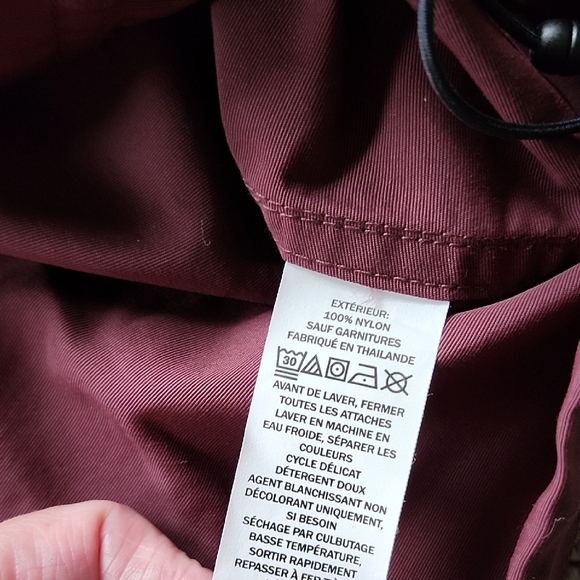 EXTÉRIEUR:
100% NYLON
SAUF GARNITURES
FABRIQUÉ EN THAILANDE
30
AVANT DE LAVER, FERMER
TOUTES LES ATTACHES
LAVER EN MACHINE EN
EAU FROIDE, SÉPARER LES
COULEURS
CYCLE DÉLICAT
DÉTERGENT DOUX
AGENT BLANCHISSANT NON
DÉCOLORANT UNIQUEMENT,
SI BESOIN
SÉCHAGE PAR CULBUTAGE
BASSE TEMPÉRATURE,
SORTIR RAPIDEMENT
REPASSER À FER